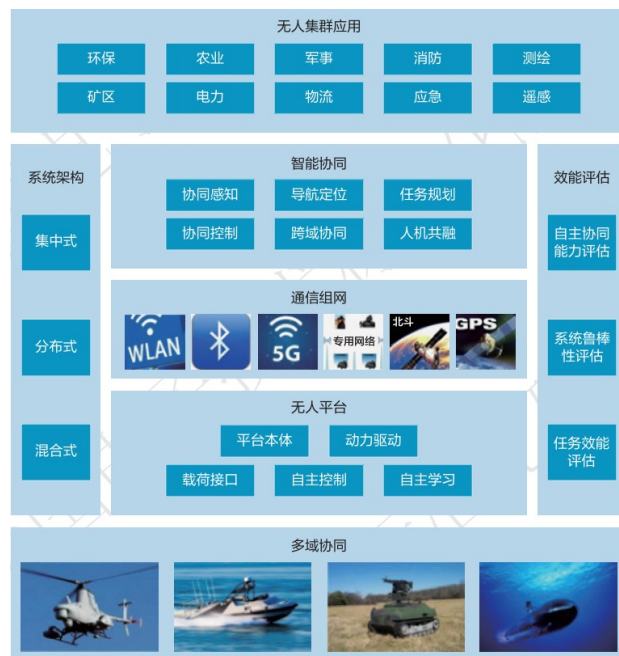 无人集群应用
环保
农业
军事
消防
测绘
矿区
电力
物流
应急
遥感
系统架构
集中式
分布式
混合式
智能协同
协同感知
导航定位
任务规划
协同控制
跨域协同
人机共融
通信组网
WLAN
5G
专用网络
北斗
GPS
无人平台
平台本体
动力驱动
载荷接口
自主控制
自主学习
效能评估
自主协同
能力评估
系统鲁棒
性评估
任务效能
评估
多域协同